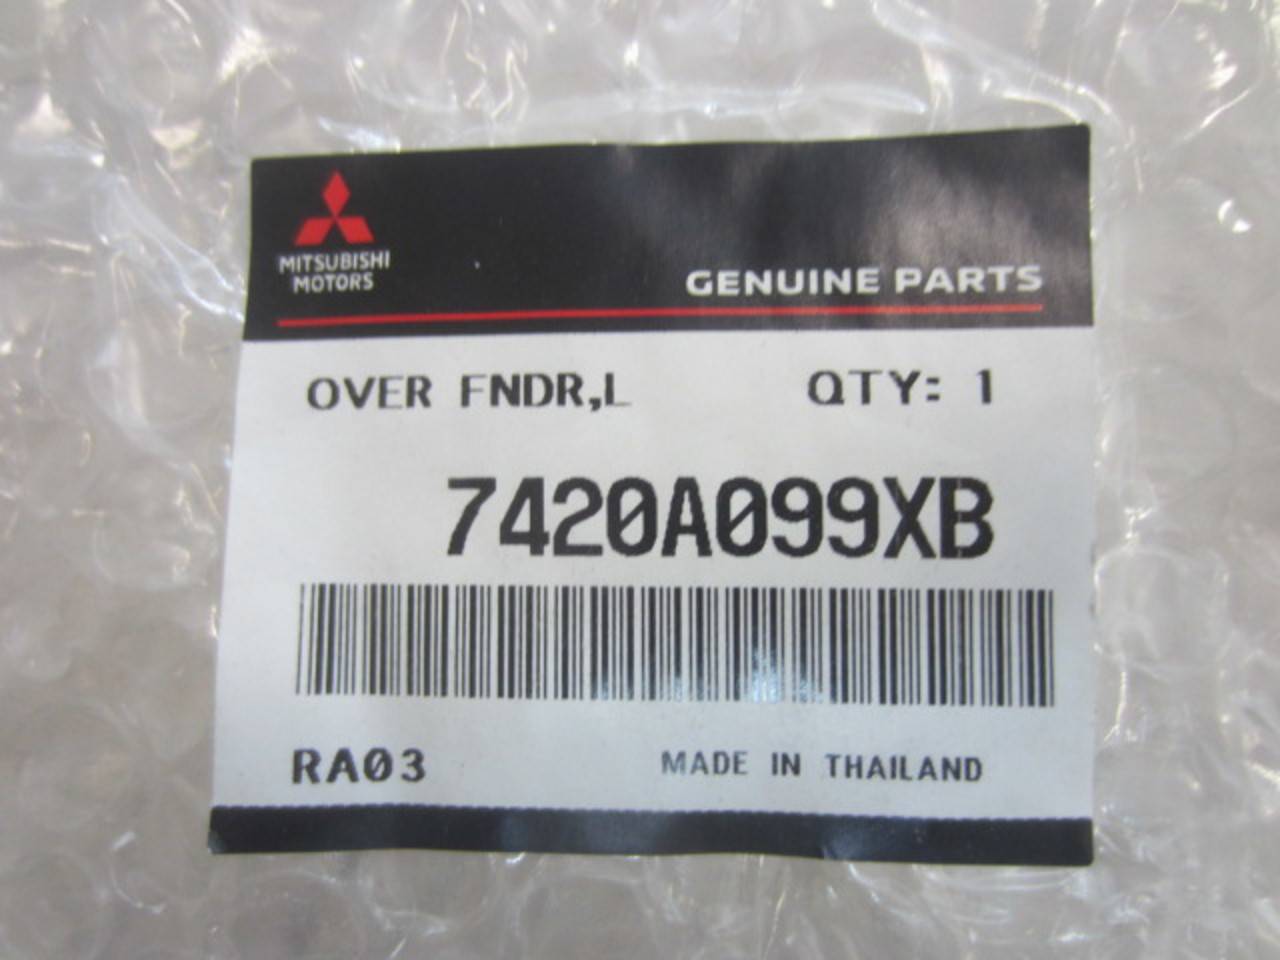 MITSUBISHI
MOTORS
GENUINE PARTS
OVER FNDR,L QTY: 1
7420A099XB
RA03 MADE IN THAILAND